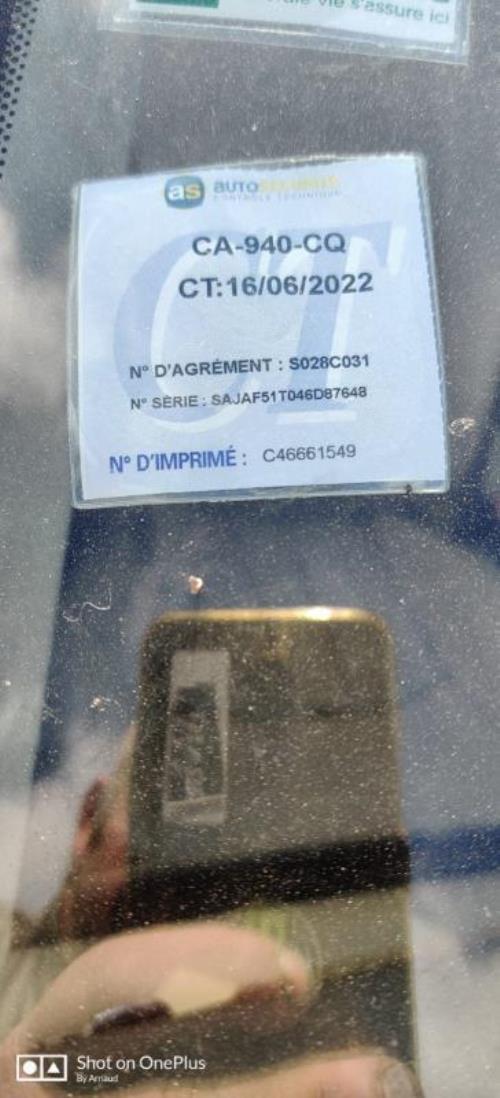 vie s'assure ici
as AUTOSECURITE
CONTRÔLE TECHNIQUE
CT
CA-940-CQ
CT:16/06/2022
N° D'AGRÉMENT : S028C031
N° SÉRIE : SAJAF51T046D87648
N° D'IMPRIMÉ : C46661549
Shot on OnePlus
By Arnaud